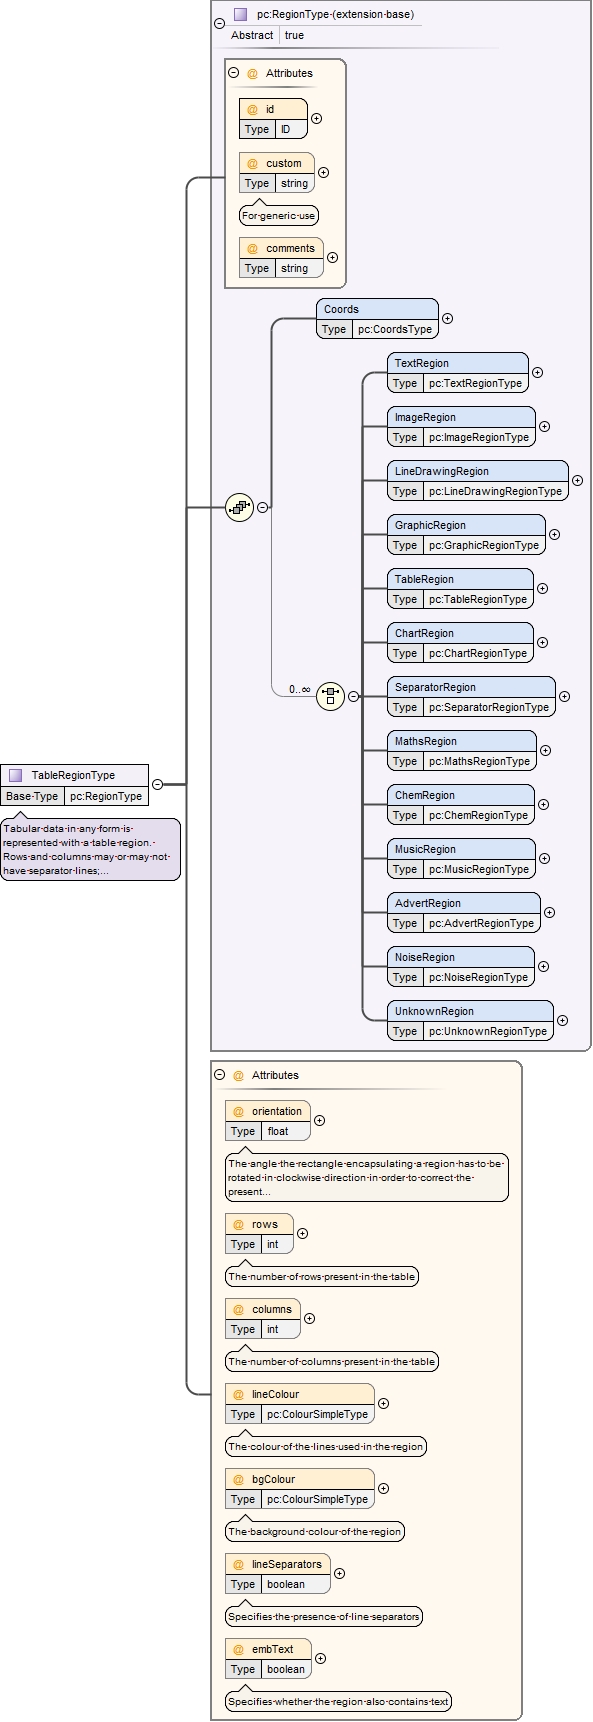 pc:RegionType·(extension·base)
Abstract true
@ Attributes
@ id
Type ID
@ custom
Type string
For·generic·use
@ comments
Type string
Coords
Type pc:CoordsType
TextRegion
Type pc:TextRegionType
ImageRegion
Type pc:ImageRegionType
LineDrawingRegion
Type pc:LineDrawingRegionType
GraphicRegion
Type pc:GraphicRegionType
TableRegion
Type pc:TableRegionType
ChartRegion
Type pc:ChartRegionType
0..∞
SeparatorRegion
Type pc:SeparatorRegionType
MathsRegion
Type pc:MathsRegionType
TableRegionType
Base·Type pc:RegionType
Tabular·data·in·any·form·is·
represented·with·a·table·region.·
Rows·and·columns·may·or·may·not·
have·separator·lines;...
ChemRegion
Type pc:ChemRegionType
MusicRegion
Type pc:MusicRegionType
AdvertRegion
Type pc:AdvertRegionType
NoiseRegion
Type pc:NoiseRegionType
UnknownRegion
Type pc:UnknownRegionType
@ Attributes
@ orientation
Type float
The·angle·the·rectangle·encapsulating·a·region·has·to·be·
rotated·in·clockwise·direction·in·order·to·correct·the·
present...
@ rows
Type int
The·number·of·rows·present·in·the·table
@ columns
Type int
The·number·of·columns·present·in·the·table
@ lineColour
Type pc:ColourSimpleType
The·colour·of·the·lines·used·in·the·region
@ bgColour
Type pc:ColourSimpleType
The·background·colour·of·the·region
@ lineSeparators
Type boolean
Specifies·the·presence·of·line·separators
@ embText
Type boolean
Specifies·whether·the·region·also·contains·text